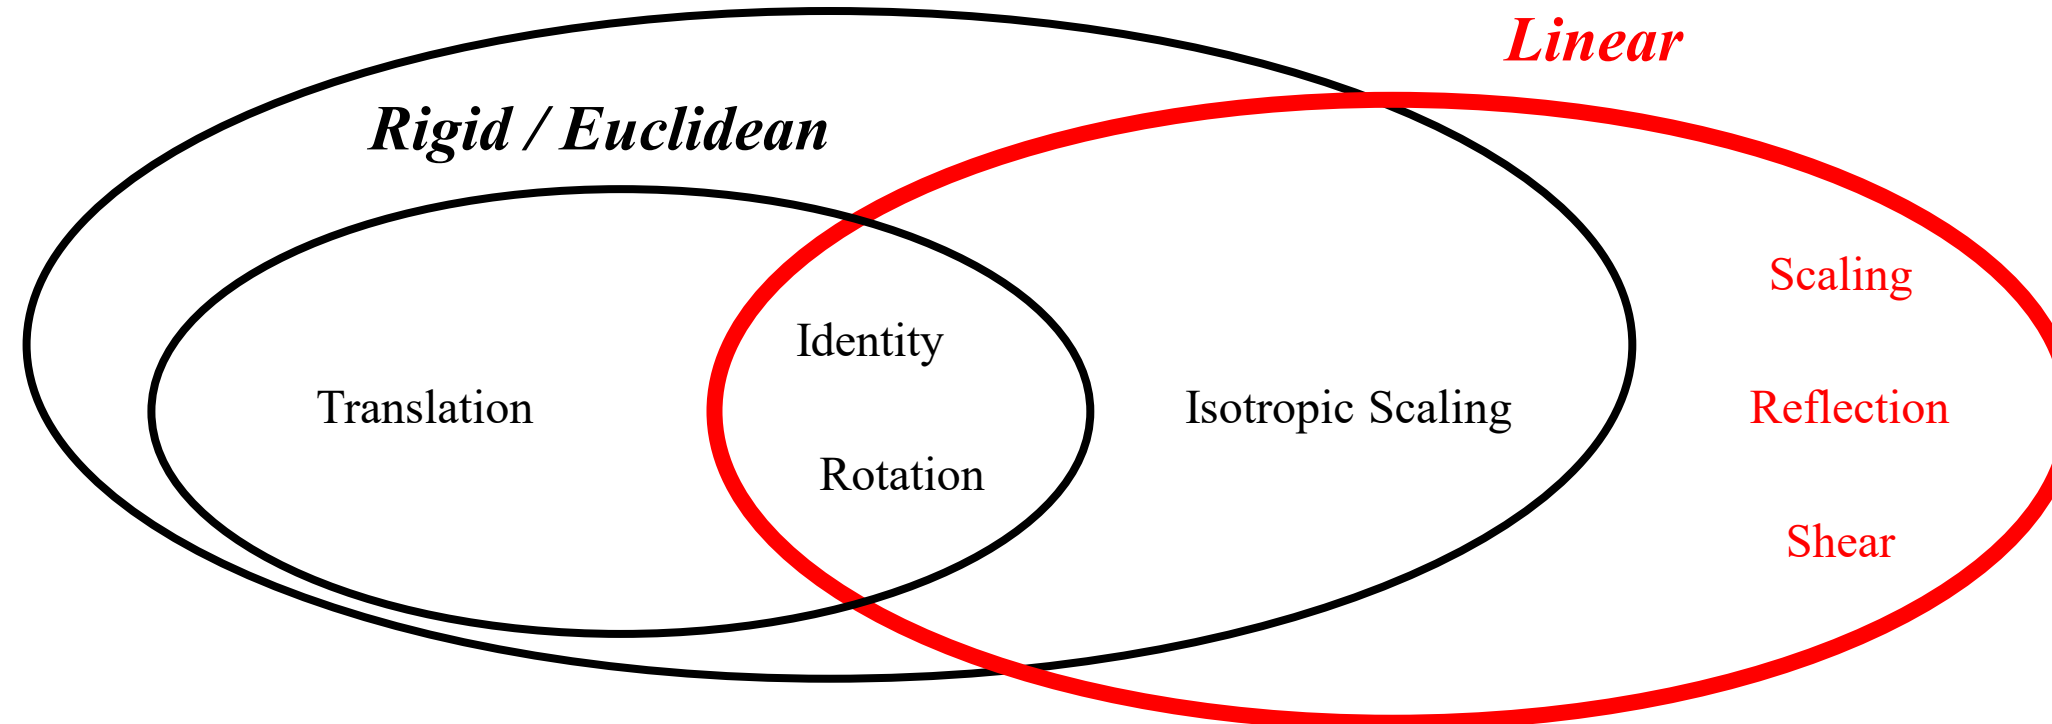 Linear
Rigid / Euclidean
Scaling
Identity
Translation
Isotropic Scaling
Reflection
Rotation
Shear